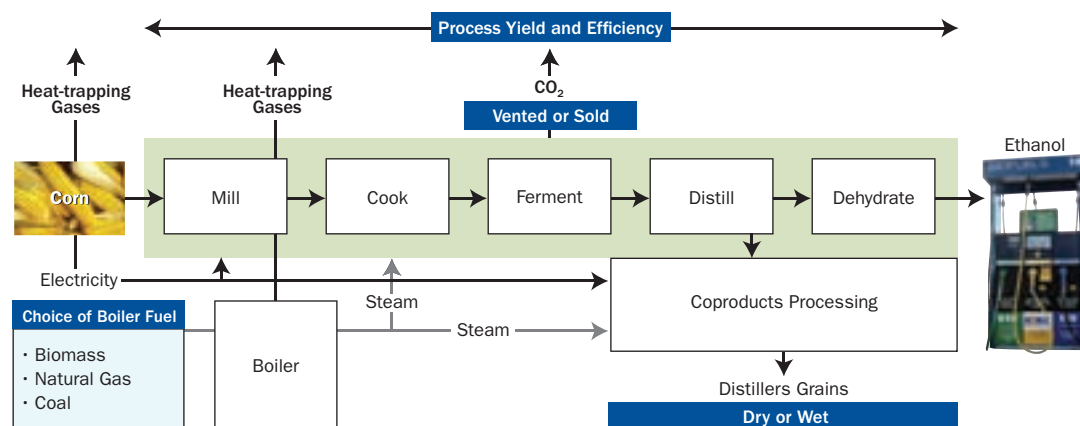 Process Yield and Efficiency
Heat-trapping
Gases
Heat-trapping
Gases
CO₂
Vented or Sold
Ethanol
Corn
Mill
Cook
Ferment
Distill
Dehydrate
Electricity
Steam
Coproducts Processing
Choice of Boiler Fuel
Steam
· Biomass
· Natural Gas
· Coal
Boiler
Distillers Grains
Dry or Wet